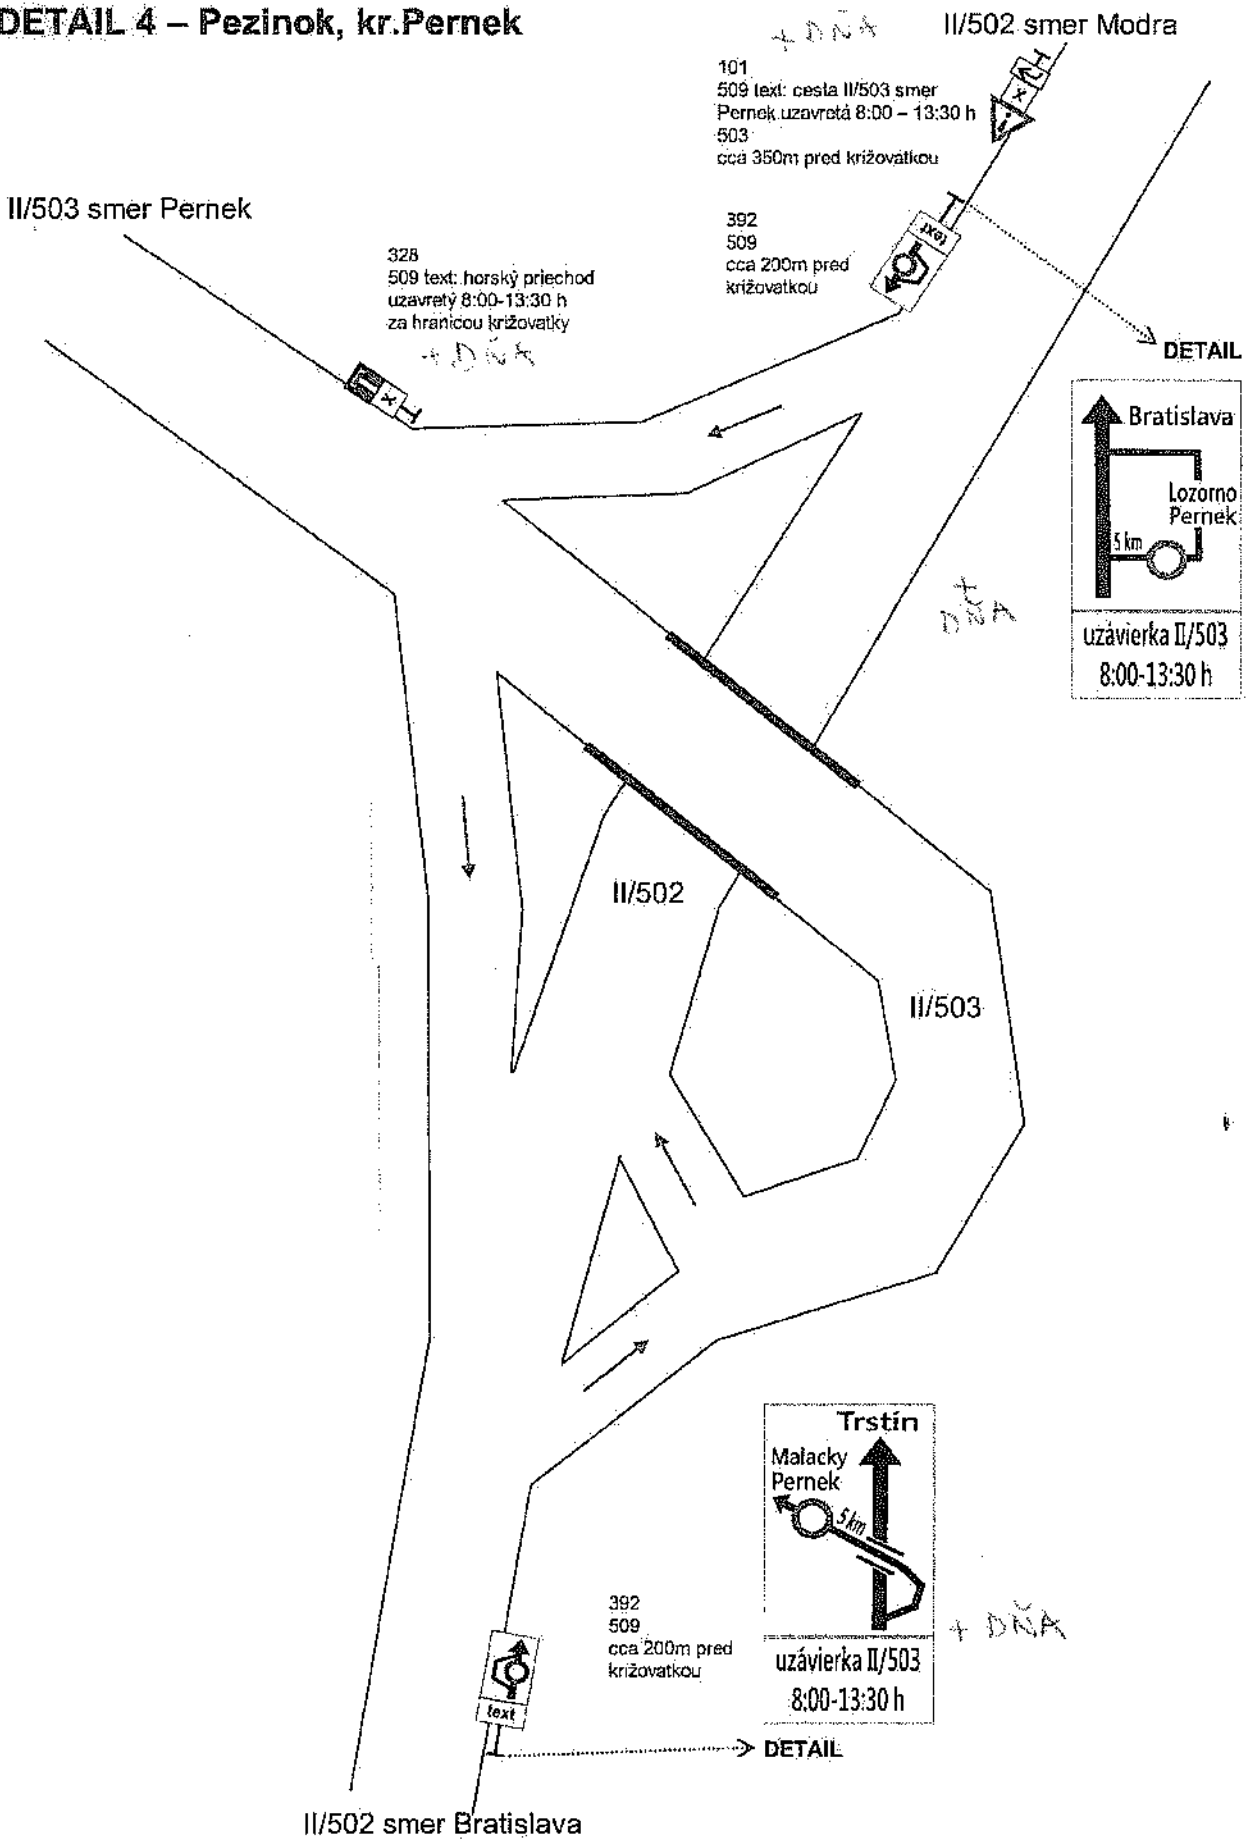 DETAIL 4 – Pezinok, kr.Pernek
+ DŇA
II/502 smer Modra
101
509 text: cesta II/503 smer
Pernek uzavretá 8:00 – 13:30 h
503
cca 350m pred križovatkou
x
II/503 smer Pernek
328
509 text: horský priechod
uzavretý 8:00-13:30 h
za hranicou križovatky
+ DŇA
x
392
509
cca 200m pred
križovatkou
text
DETAIL
Bratislava
Lozorno
Pernek
5 km
uzávierka II/503
8:00-13:30 h
+
DŇA
II/502
II/503
Trstín
Malacky
Pernek
5 km
uzávierka II/503
8:00-13:30 h
+ DŇA
392
509
cca 200m pred
križovatkou
text
DETAIL
II/502 smer Bratislava